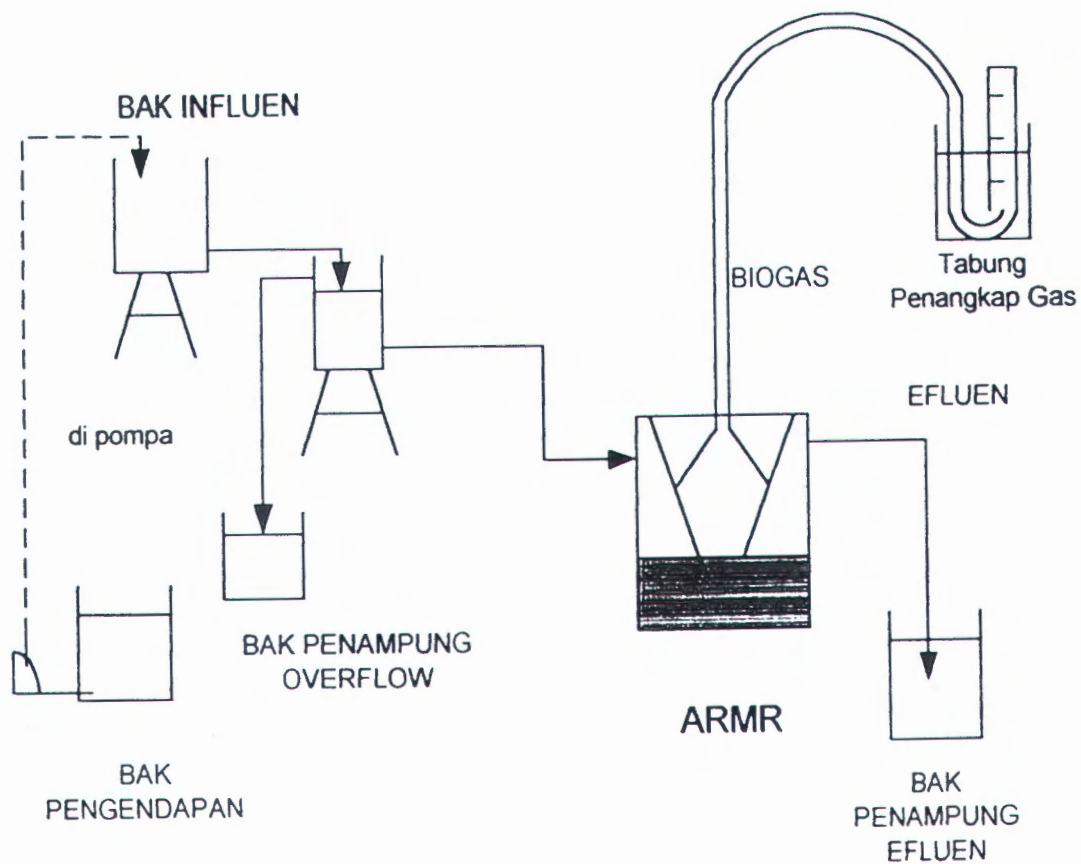 BAK INFLUEN
BIOGAS
Tabung
Penangkap Gas
EFLUEN
di pompa
BAK PENAMPUNG
OVERFLOW
ARMR
BAK
PENGENDAPAN
BAK
PENAMPUNG
EFLUEN